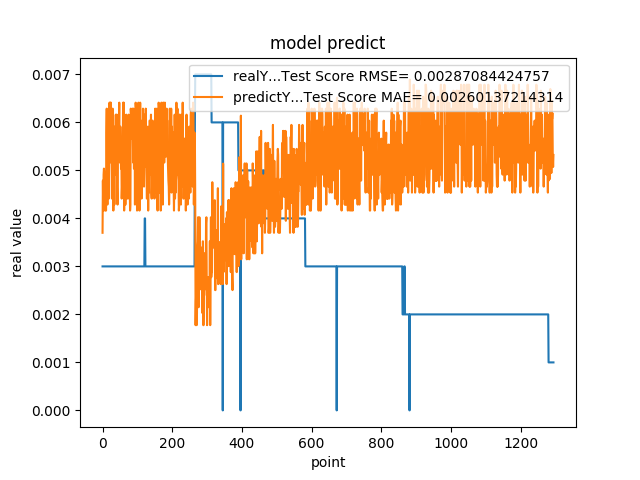 model predict
realY...Test Score RMSE= 0.00287084424757
predictY...Test Score MAE= 0.00260137214314
0.007
0.006
0.005
0.004
0.003
0.002
0.001
0.000
real value
0 200 400 600 800 1000 1200
point